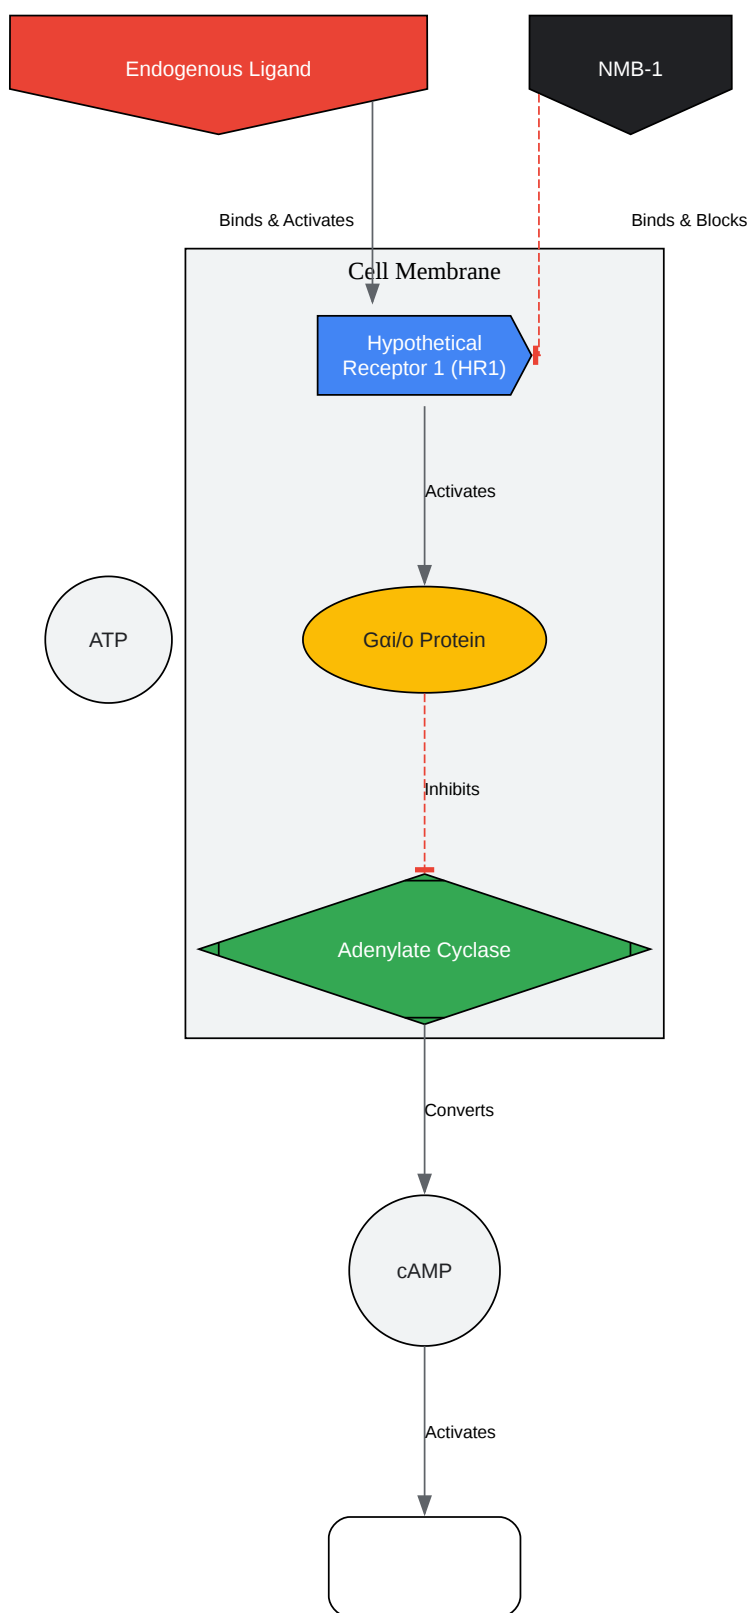 Endogenous Ligand
NMB-1
Binds & Activates
Binds & Blocks
Cell Membrane
Hypothetical
Receptor 1 (HR1)
Activates
ATP
Gαi/o Protein
Inhibits
Adenylate Cyclase
Converts
cAMP
Activates